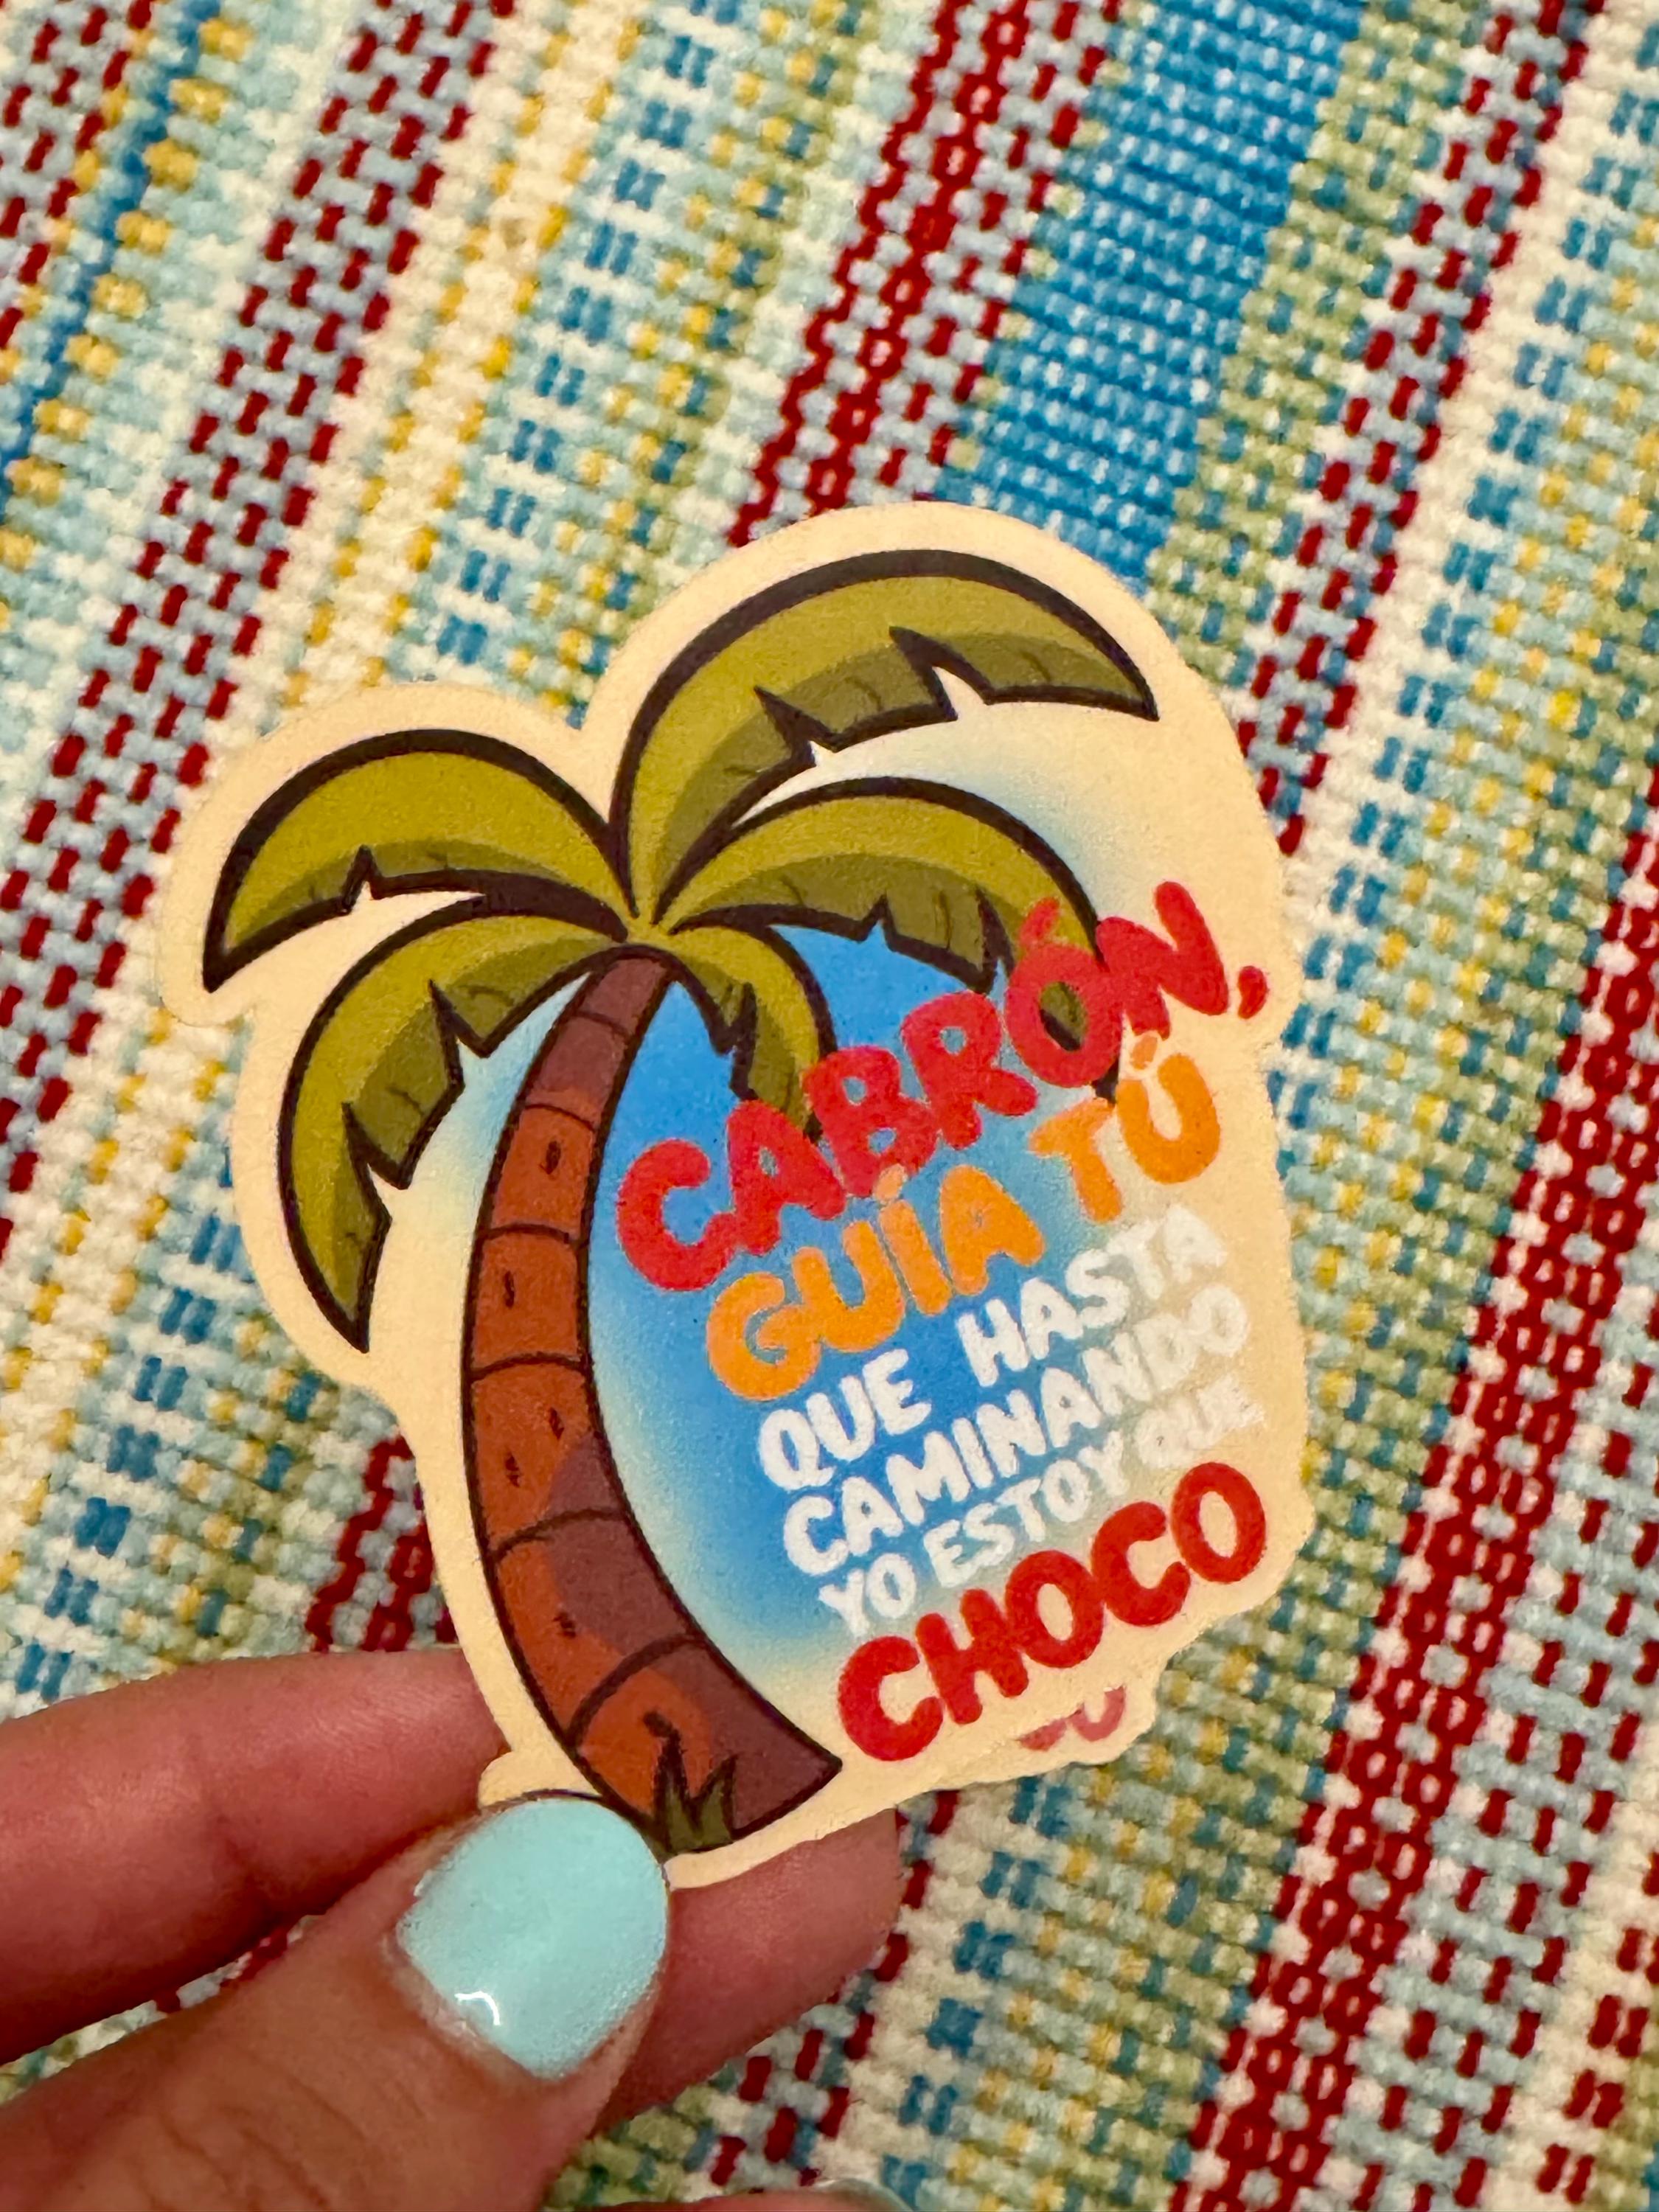 CABRÓN,
GUÍA TÚ
QUE HASTA
CAMINANDO
YO ESTOY QUE
CHOCO